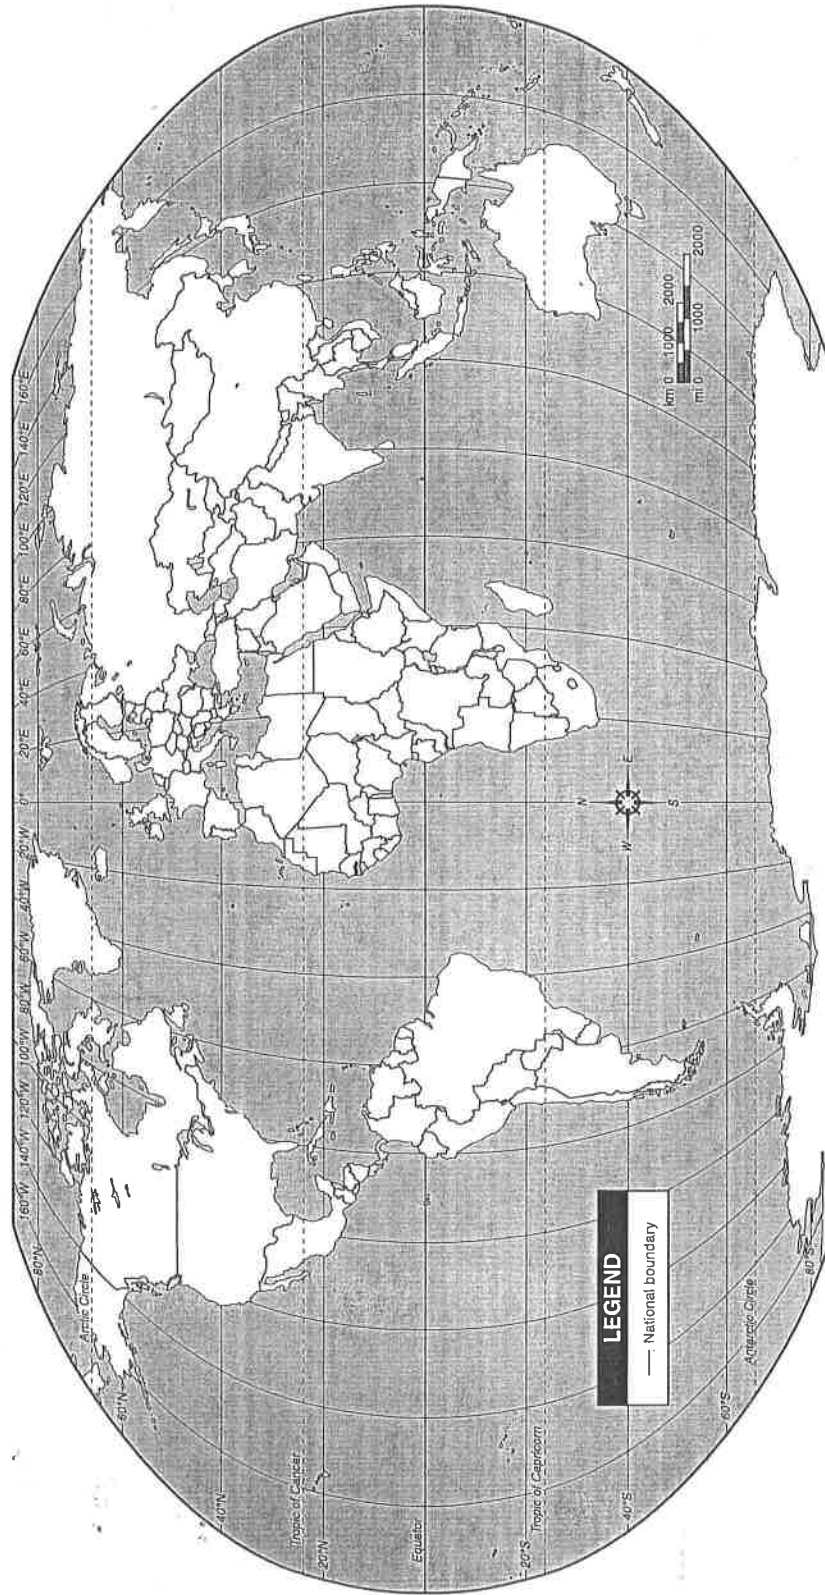 160°W 140°W 120°W 100°W 80°W 60°W 40°W 20°W 0° 20°E 40°E 60°E 80°E 100°E 120°E 140°E 160°E
80°N
Arctic Circle
60°N
40°N
Tropic of Cancer
20°N
Equator
20°S
Tropic of Capricorn
40°S
60°S
Antarctic Circle
80°S
LEGEND
National boundary
N
W E
S
km 0 1000 2000
mi 0 1000 2000